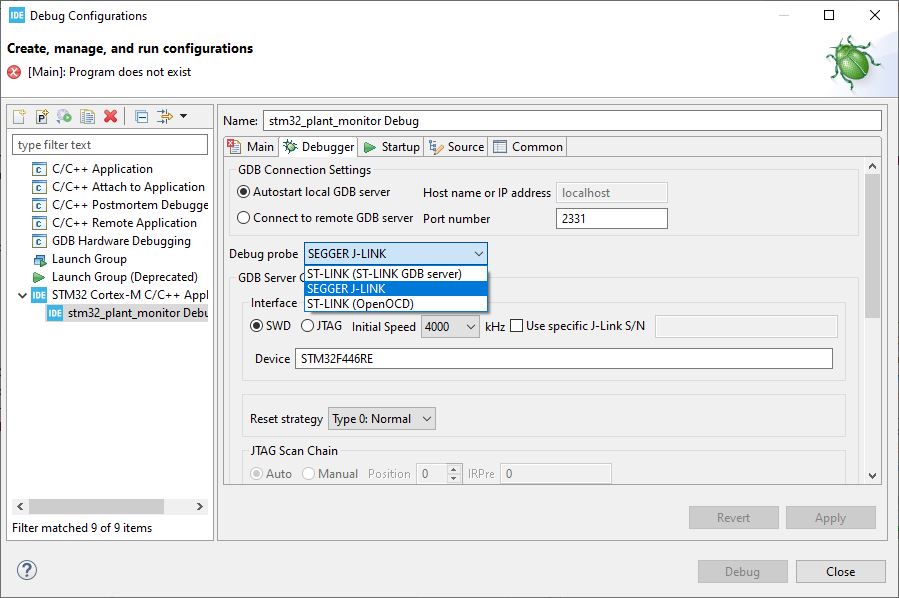 IDE Debug Configurations
Create, manage, and run configurations
[Main]: Program does not exist
type filter text
C/C++ Application
C/C++ Attach to Application
C/C++ Postmortem Debugge
C/C++ Remote Application
GDB Hardware Debugging
Launch Group
Launch Group (Deprecated)
IDE STM32 Cortex-M C/C++ Appl
IDE stm32_plant_monitor Debu
Filter matched 9 of 9 items
Name: stm32_plant_monitor Debug
Main Debugger Startup Source Common
GDB Connection Settings
Autostart local GDB server Host name or IP address localhost
Connect to remote GDB server Port number 2331
Debug probe SEGGER J-LINK
ST-LINK (ST-LINK GDB server)
GDB Server C
SEGGER J-LINK
Interface ST-LINK (OpenOCD)
SWD JTAG Initial Speed 4000 kHz Use specific J-Link S/N
Device STM32F446RE
Reset strategy Type 0: Normal
JTAG Scan Chain
Auto Manual Position 0 IRPre 0
Revert Apply
? Debug Close